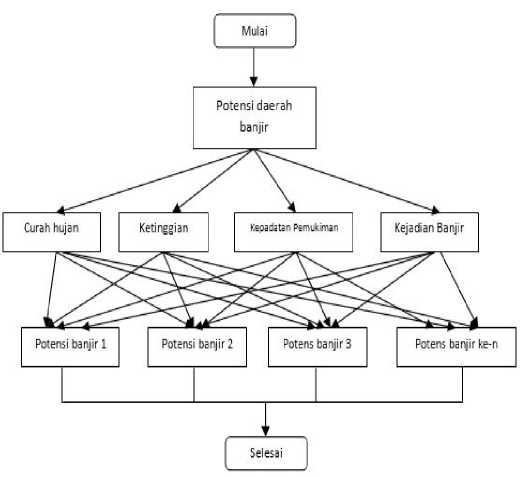 Mulai
Potensi daerah
banjir
Curah hujan
Ketinggian
Kepadatan Pemukiman
Kejadian Banjir
Potensi banjir 1
Potensi banjir 2
Potens banjir 3
Potens banjir ke-n
Selesai